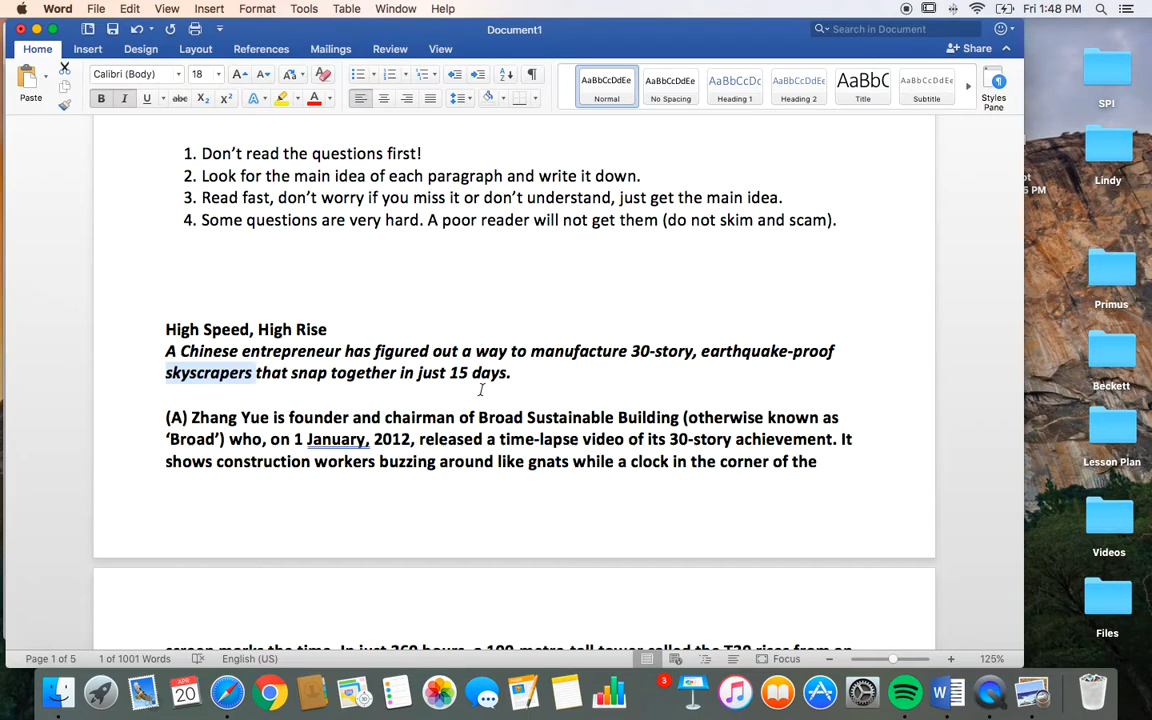 Word File Edit View Insert Format Tools Table Window Help Fri 1:48 PM
Document1
Search in Document
Home Insert Design Layout References Mailings Review View Share
Paste Calibri (Body) 18
B I U abc X2 X2 A A
AaBbCcDdEe AaBbCcDdEe AaBbCcDc AaBbCcDdEe AaBbC AaBbCcDdEe
Normal No Spacing Heading 1 Heading 2 Title Subtitle Styles Pane
1. Don’t read the questions first!
2. Look for the main idea of each paragraph and write it down.
3. Read fast, don’t worry if you miss it or don’t understand, just get the main idea.
4. Some questions are very hard. A poor reader will not get them (do not skim and scam).
High Speed, High Rise
A Chinese entrepreneur has figured out a way to manufacture 30-story, earthquake-proof
skyscrapers that snap together in just 15 days.
(A) Zhang Yue is founder and chairman of Broad Sustainable Building (otherwise known as
‘Broad’) who, on 1 January, 2012, released a time-lapse video of its 30-story achievement. It
shows construction workers buzzing around like gnats while a clock in the corner of the
Page 1 of 5 1 of 1001 Words English (US) Focus 125%
SPI
5 PM
Lindy
Primus
Beckett
Lesson Plan
Videos
Files
APR
20
3